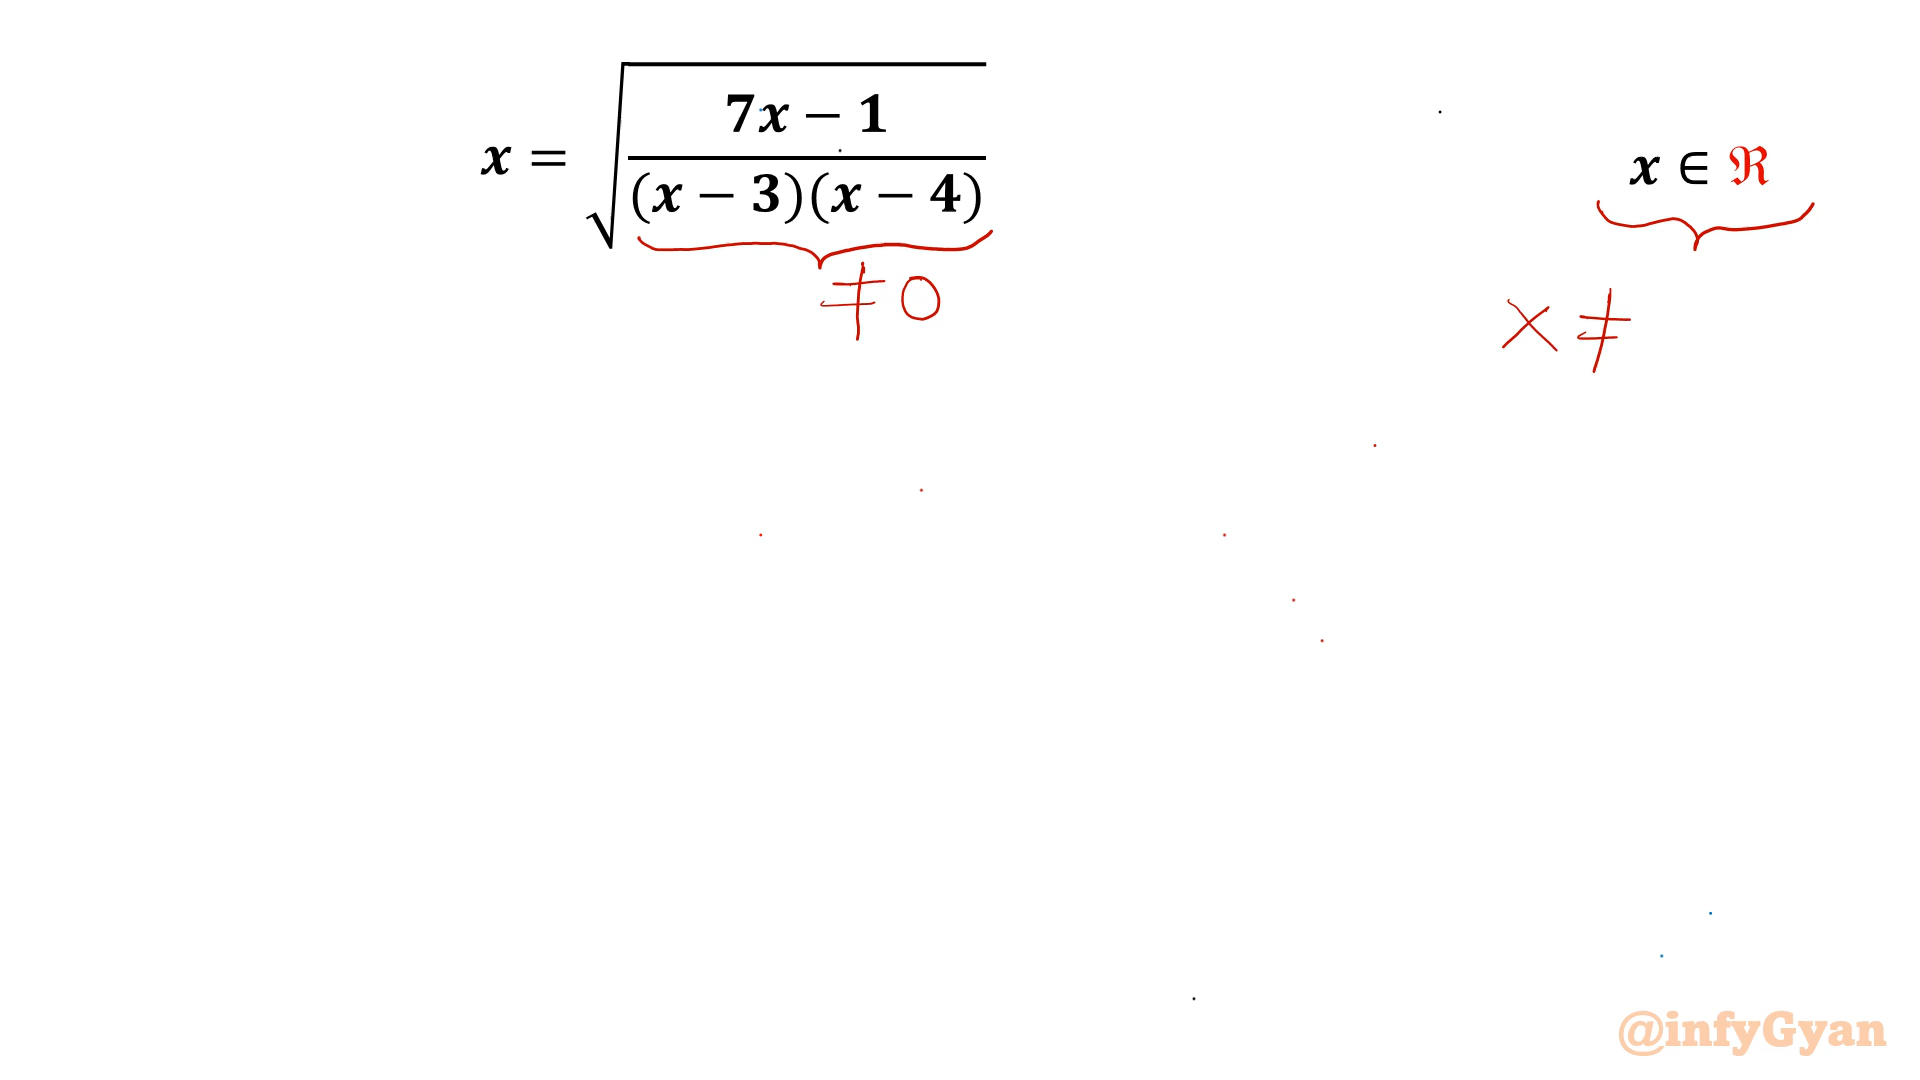 x = √((7x − 1)/((x − 3)(x − 4)))
x ∈ ℜ
≠ 0
x ≠
@infyGyan